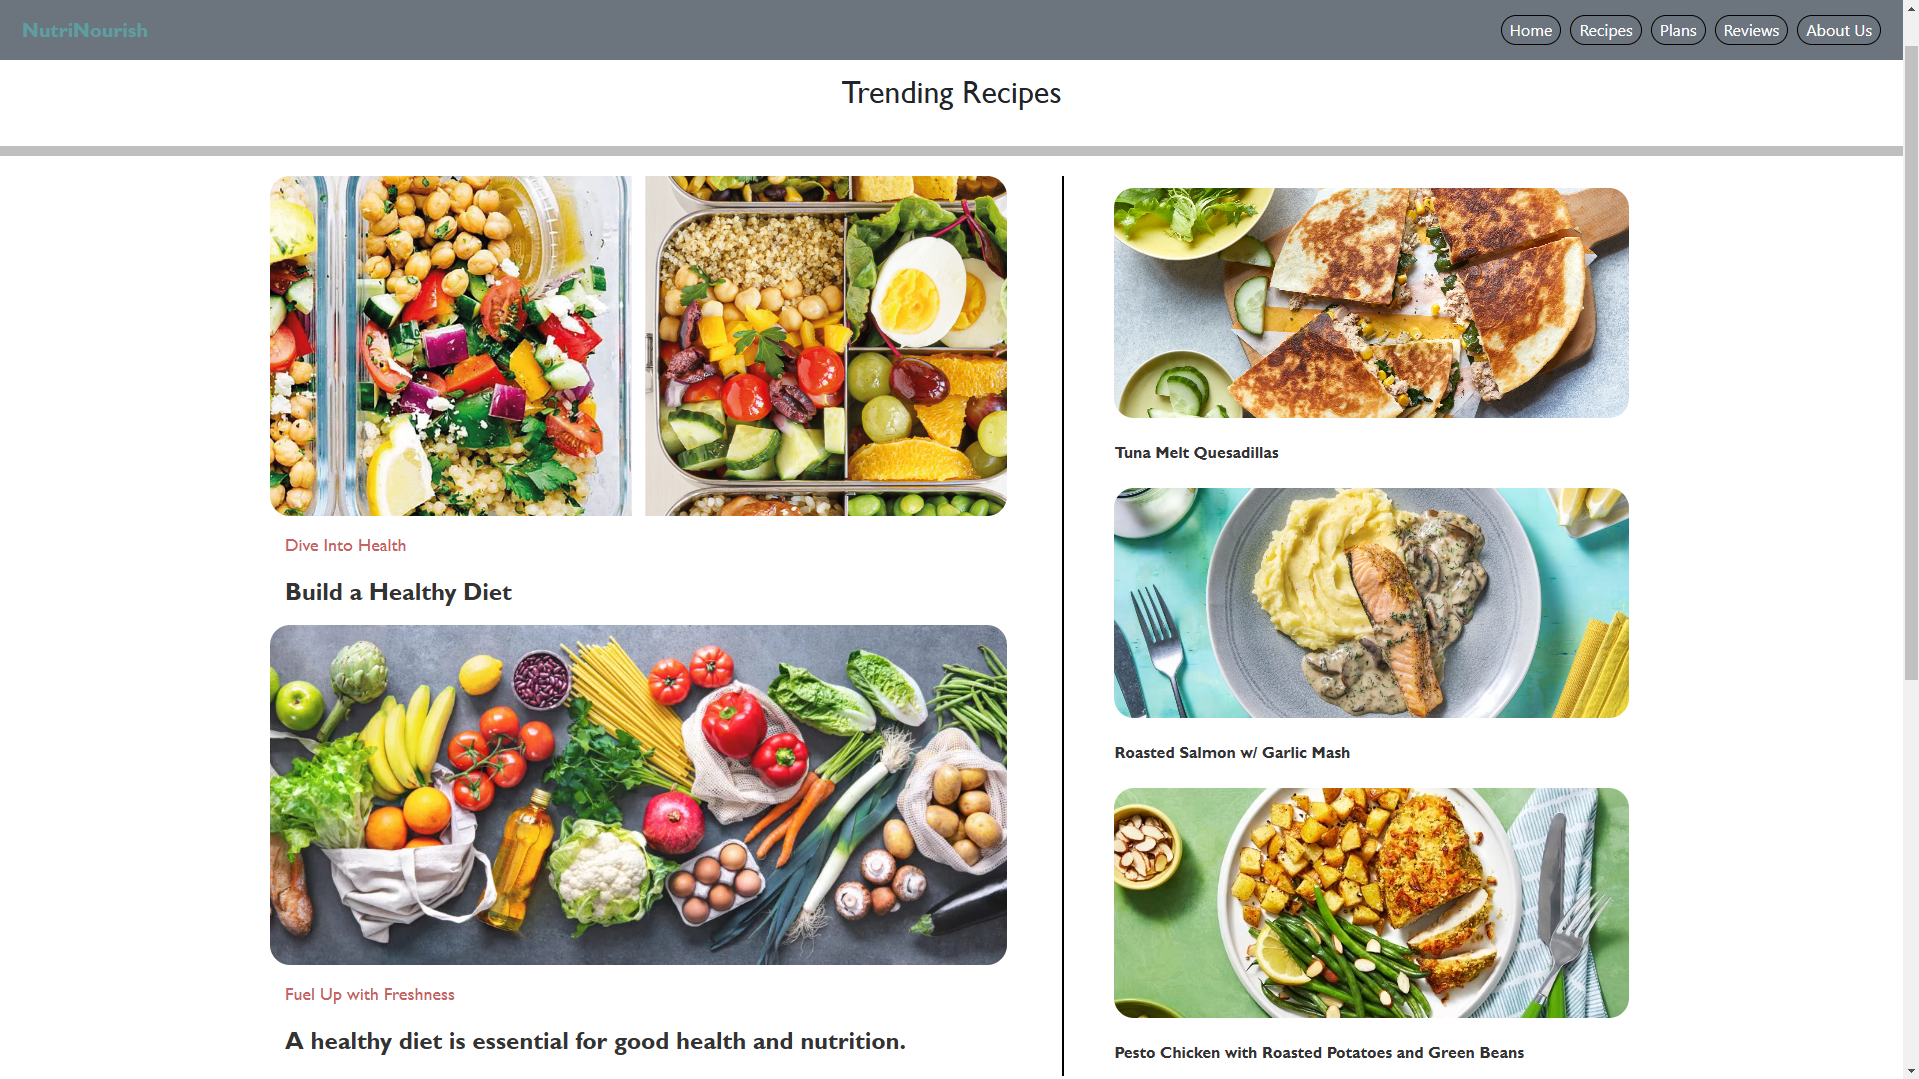 NutriNourish
Home
Recipes
Plans
Reviews
About Us
Trending Recipes
Dive Into Health
Build a Healthy Diet
Fuel Up with Freshness
A healthy diet is essential for good health and nutrition.
Tuna Melt Quesadillas
Roasted Salmon w/ Garlic Mash
Pesto Chicken with Roasted Potatoes and Green Beans